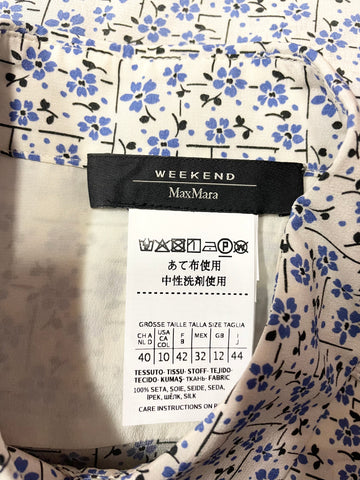 WEEKEND
MaxMara
あて布使用
中性洗剤使用
GRÖSSE TAILLE TALLA SIZE TAGLIA
CH A NL D USA CA CO F B MEX GB I J
40 10 42 32 12 44
TESSUTO·TISSU·STOFF·TEJIDO·
TECIDO·KUMAŞ·ТКАНЬ·FABRIC
100% SETA, SOIE, SEIDE, SEDA,
İPEK, ШЁЛК, SILK
CARE INSTRUCTIONS ON